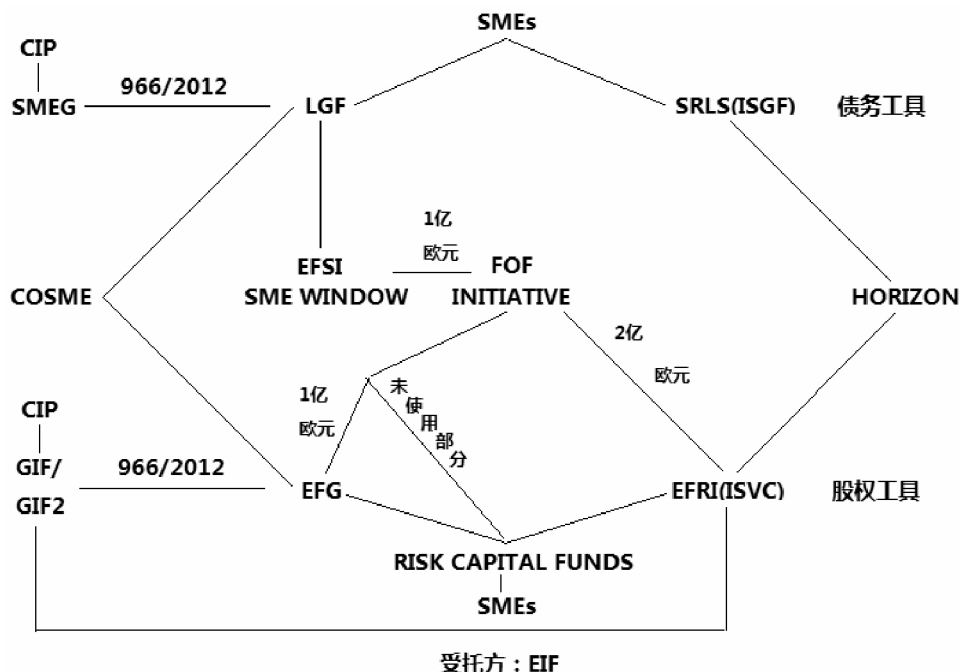 SMEs
CIP
SMEG
966/2012
LGF
SRLS(ISGF)
债务工具
1亿
欧元
EFSI
SME WINDOW
FOF
INITIATIVE
COSME
HORIZON
2亿
欧元
1亿
欧元
未使用部分
CIP
GIF/
GIF2
966/2012
EFG
EFRI(ISVC)
股权工具
RISK CAPITAL FUNDS
SMEs
受托方：EIF